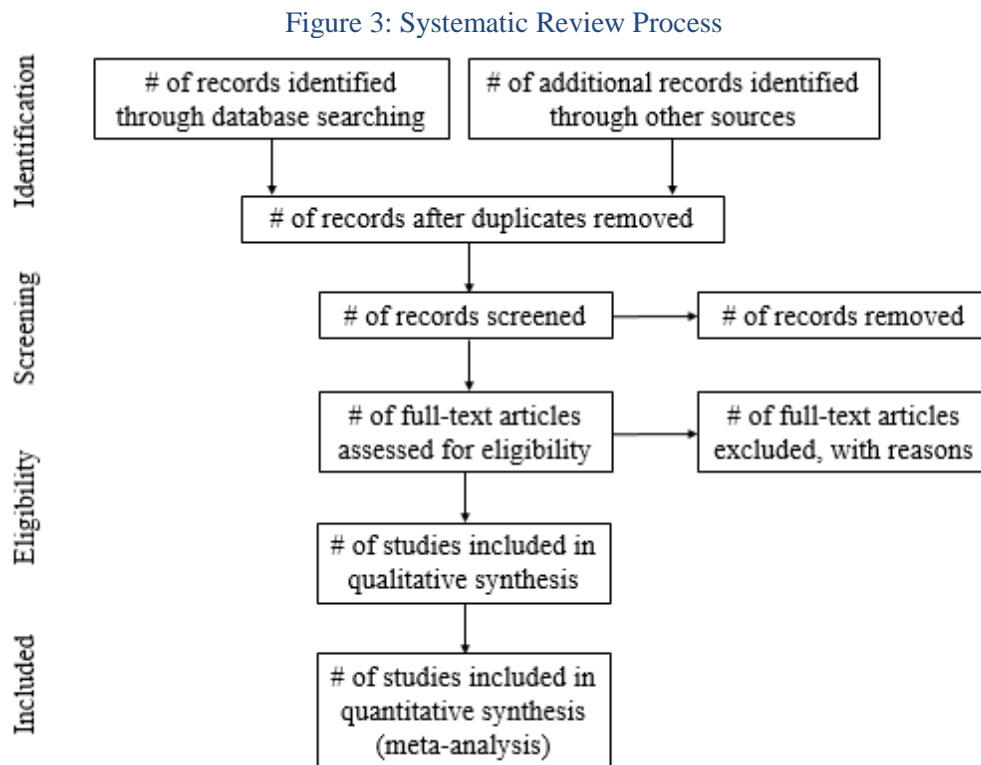 Figure 3: Systematic Review Process
Identification
# of records identified
through database searching
# of additional records identified
through other sources
# of records after duplicates removed
Screening
# of records screened
# of records removed
Eligibility
# of full-text articles
assessed for eligibility
# of full-text articles
excluded, with reasons
# of studies included in
qualitative synthesis
Included
# of studies included in
quantitative synthesis
(meta-analysis)